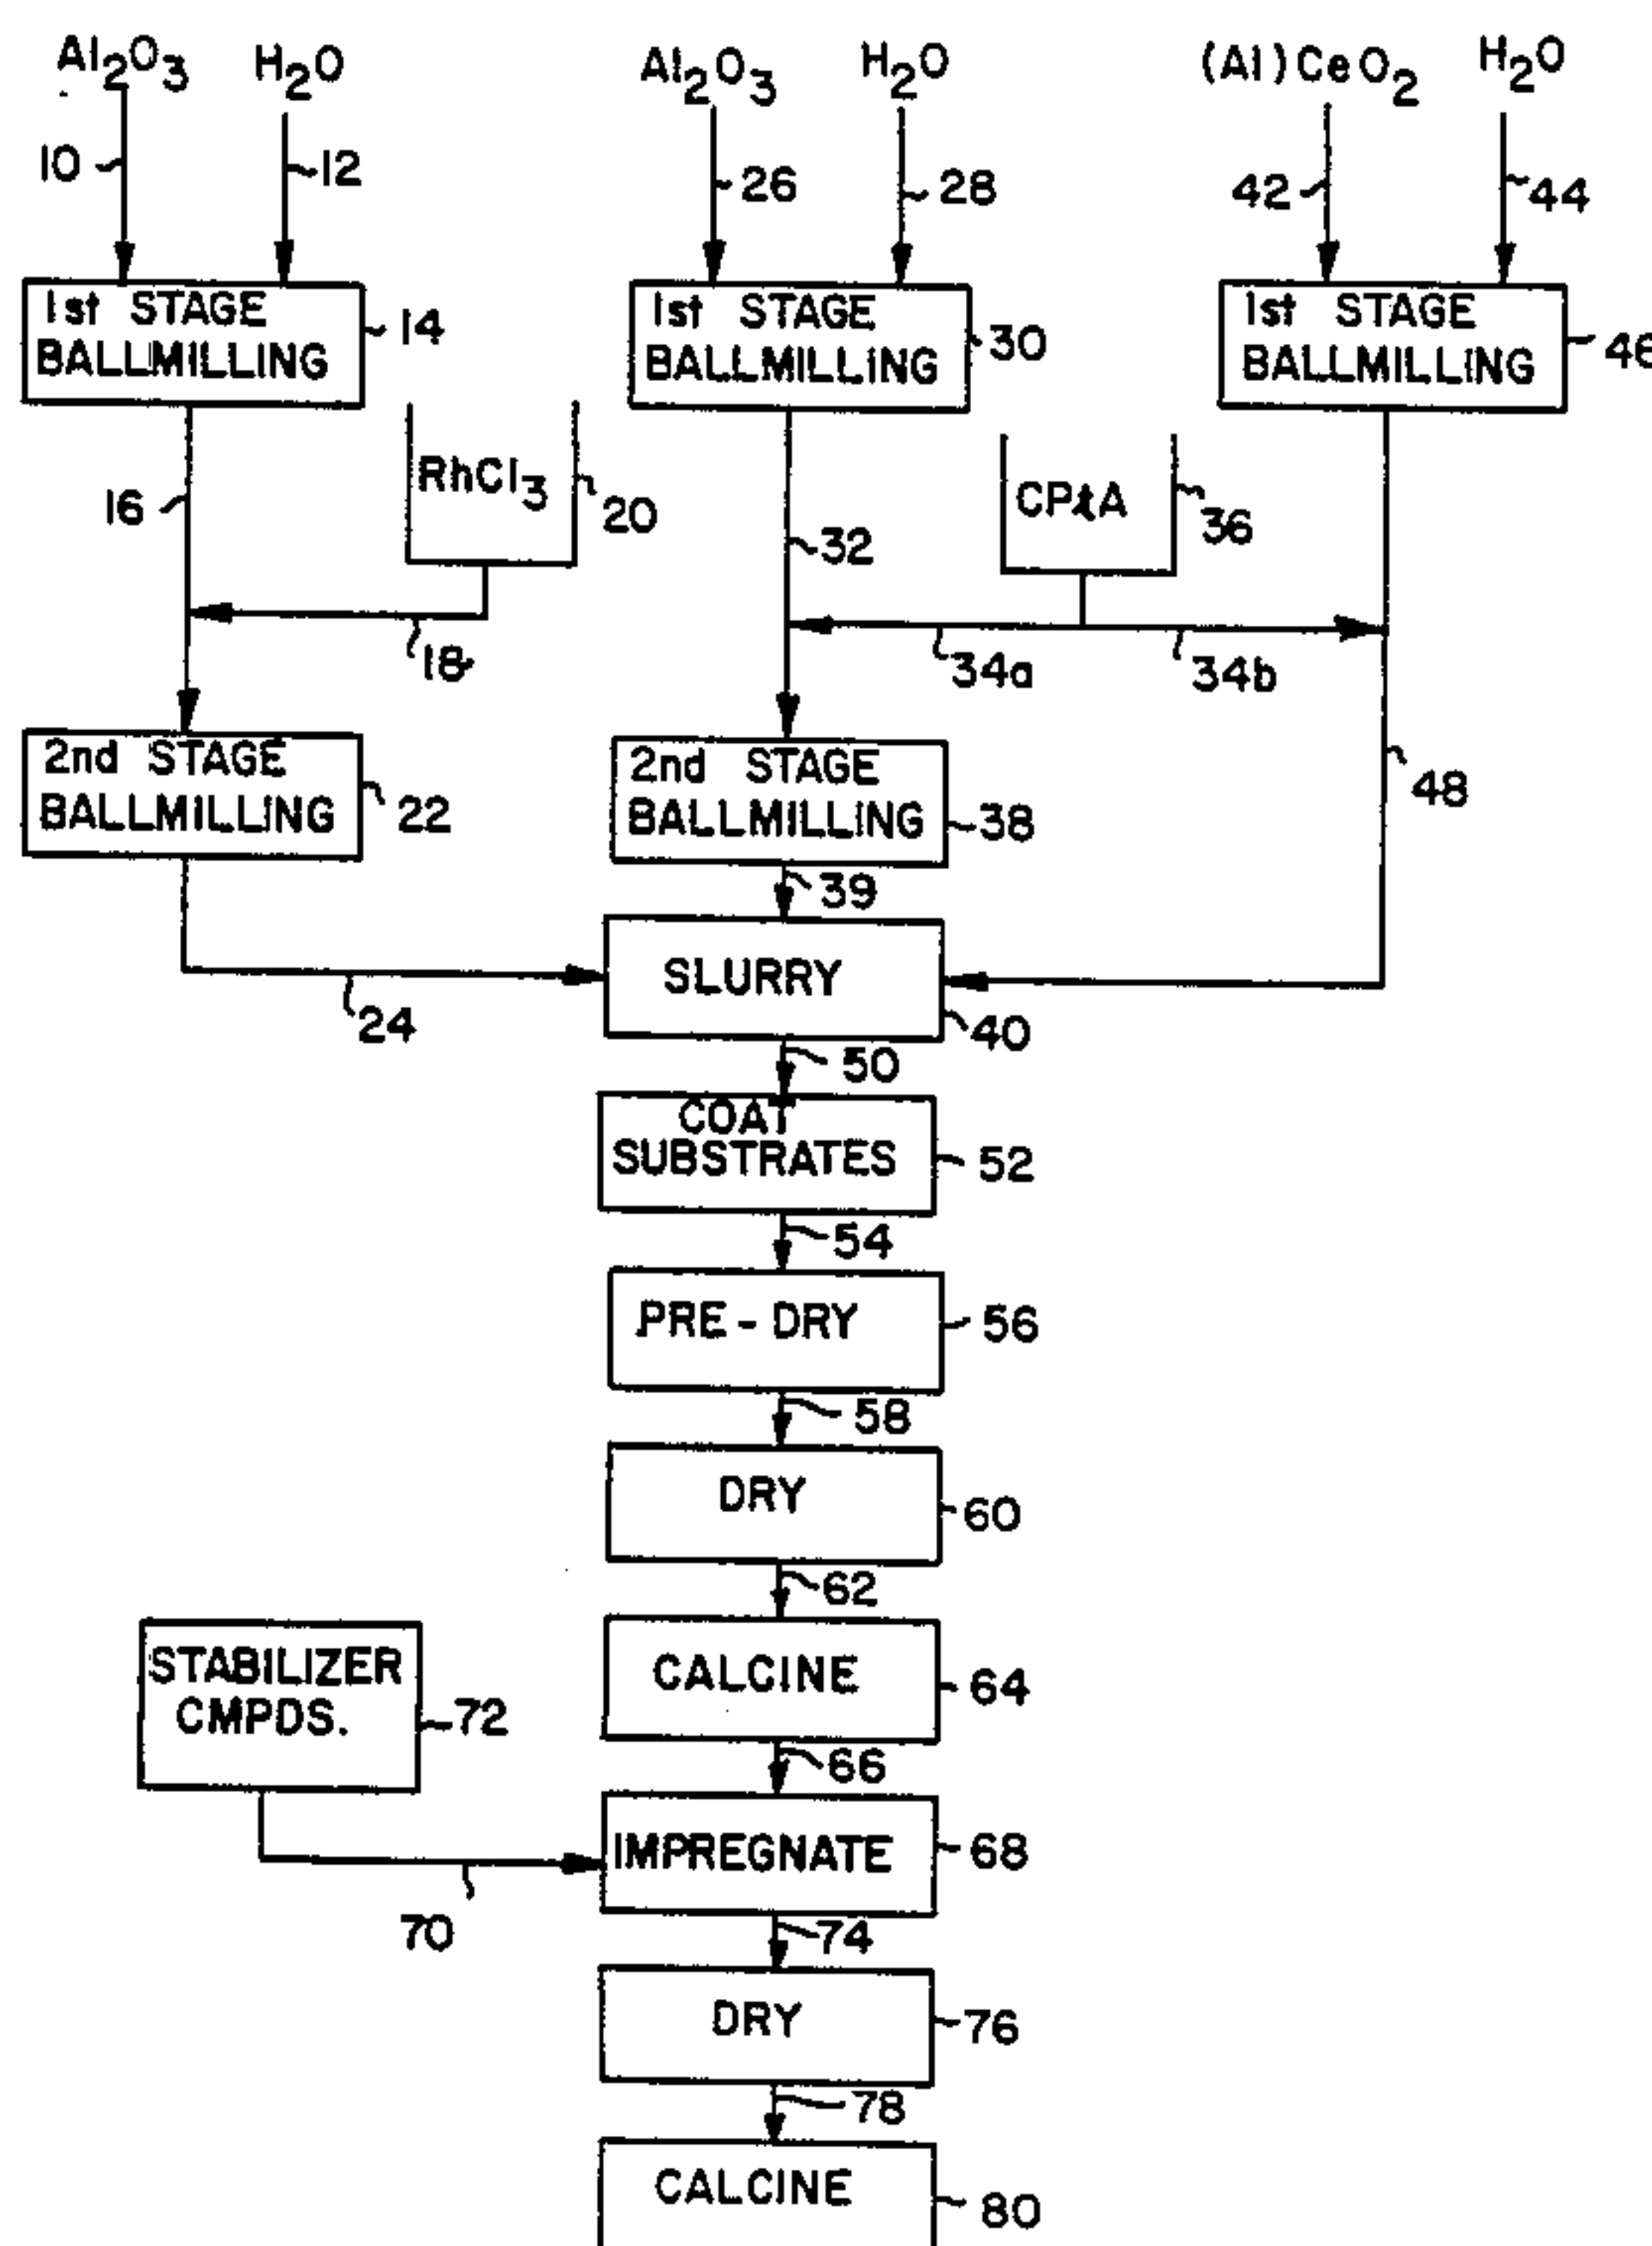 Al2O3 H2O Al2O3 H2O (Al)CeO2 H2O
10 12 26 28 42 44
1st STAGE
BALLMILLING
14
1st STAGE
BALLMILLING
30
1st STAGE
BALLMILLING
46
16
RhCl3
20
18
32
CPtA
36
34a 34b
2nd STAGE
BALLMILLING
22
2nd STAGE
BALLMILLING
38
48
39
24
SLURRY
40
50
COAT
SUBSTRATES
52
54
PRE-DRY
56
58
DRY
60
62
CALCINE
64
STABILIZER
CMPDS.
72
66
IMPREGNATE
68
70
74
DRY
76
78
CALCINE
80